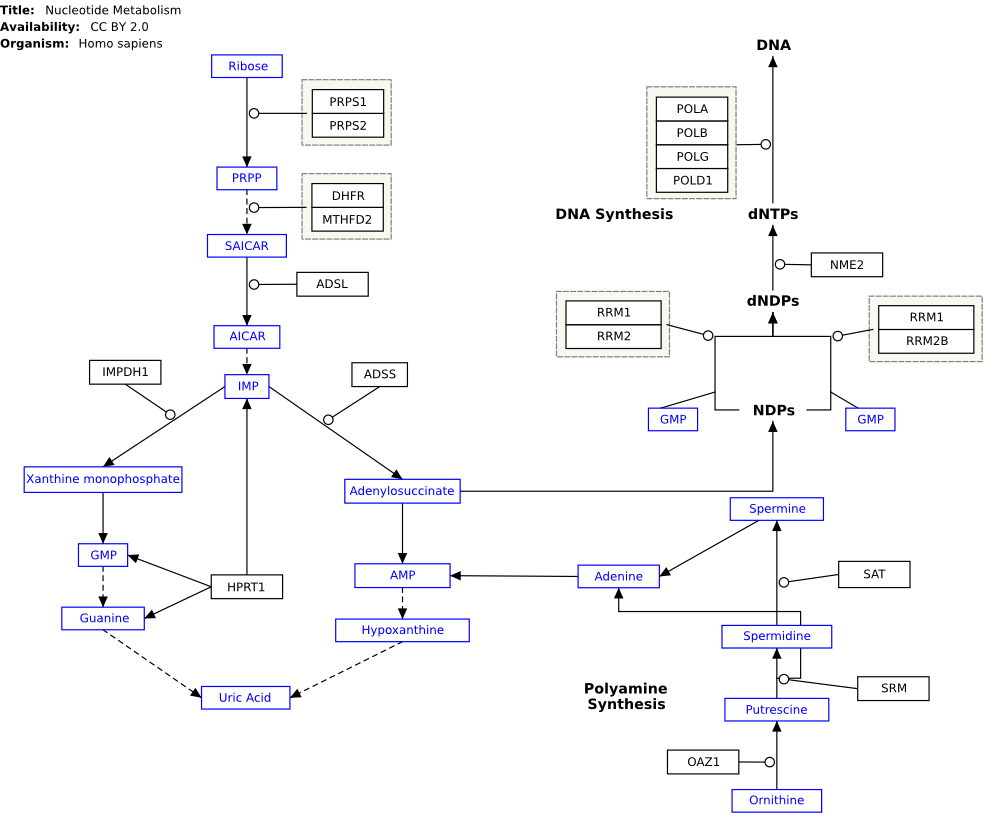 Title: Nucleotide Metabolism
Availability: CC BY 2.0
Organism: Homo sapiens
Ribose
PRPS1
PRPS2
PRPP
DHFR
MTHFD2
SAICAR
ADSL
AICAR
IMPDH1
IMP
ADSS
Xanthine monophosphate
Adenylosuccinate
GMP
HPRT1
AMP
Guanine
Hypoxanthine
Uric Acid
DNA
POLA
POLB
POLG
POLD1
DNA Synthesis
dNTPs
NME2
dNDPs
RRM1
RRM2
RRM1
RRM2B
GMP
NDPs
GMP
Spermine
Adenine
SAT
Spermidine
Polyamine
Synthesis
SRM
Putrescine
OAZ1
Ornithine